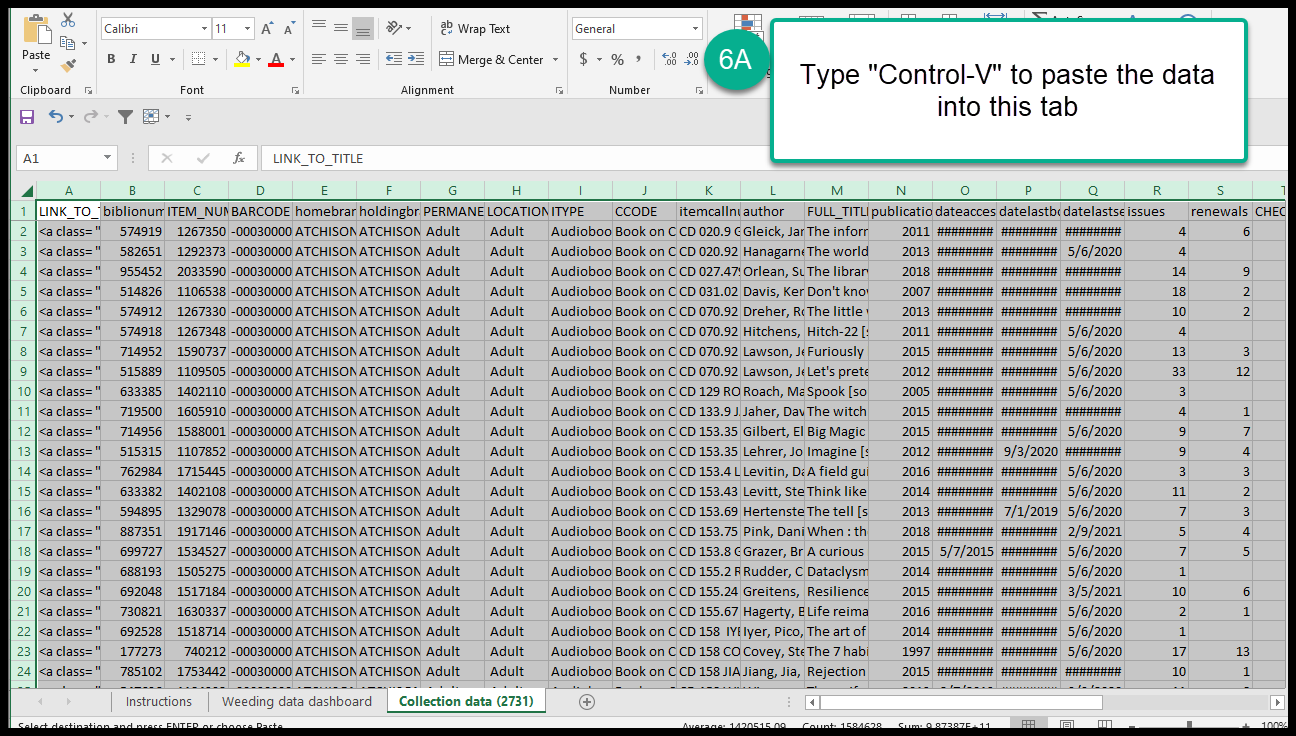 Calibri 11 ab Wrap Text General
Paste B I U Merge & Center $ % , .0 .00
Clipboard Font Alignment Number
6A
Type "Control-V" to paste the data
into this tab
A1 fx LINK_TO_TITLE
A B C D E F G H I J K L M N O P Q R S T
1 LINK_TO_T biblionum ITEM_NUM BARCODE homebran holdingbr PERMANE LOCATION ITYPE CCODE itemcallnu author FULL_TITLE publicatio dateacces datelastbo datelastse issues renewals CHEC
2 <a class= " 574919 1267350 -00030000 ATCHISON ATCHISON Adult Adult Audioboo Book on C CD 020.9 G Gleick, Jar The inforr 2011 ######## ######## ######## 4 6
3 <a class= " 582651 1292373 -00030000 ATCHISON ATCHISON Adult Adult Audioboo Book on C CD 020.92 Hanagarne The world 2013 ######## ######## 5/6/2020 4
4 <a class= " 955452 2033590 -00030000 ATCHISON ATCHISON Adult Adult Audioboo Book on C CD 027.479 Orlean, Su The library 2018 ######## ######## ######## 14 9
5 <a class= " 514826 1106538 -00030000 ATCHISON ATCHISON Adult Adult Audioboo Book on C CD 031.02 Davis, Ker Don't know 2007 ######## ######## ######## 18 2
6 <a class= " 574912 1267330 -00030000 ATCHISON ATCHISON Adult Adult Audioboo Book on C CD 070.92 Dreher, Ro The little 2013 ######## ######## ######## 10 2
7 <a class= " 574918 1267348 -00030000 ATCHISON ATCHISON Adult Adult Audioboo Book on C CD 070.92 Hitchens, Hitch-22 [s 2011 ######## ######## 5/6/2020 4
8 <a class= " 714952 1590737 -00030000 ATCHISON ATCHISON Adult Adult Audioboo Book on C CD 070.92 Lawson, Je Furiously 2015 ######## ######## 5/6/2020 13 3
9 <a class= " 515889 1109505 -00030000 ATCHISON ATCHISON Adult Adult Audioboo Book on C CD 070.92 Lawson, Je Let's prete 2012 ######## ######## 5/6/2020 33 12
10 <a class= " 633385 1402110 -00030000 ATCHISON ATCHISON Adult Adult Audioboo Book on C CD 129 RO Roach, Ma Spook [so 2005 ######## ######## 5/6/2020 3
11 <a class= " 719500 1605910 -00030000 ATCHISON ATCHISON Adult Adult Audioboo Book on C CD 133.9 J Jaher, Dav The witch 2015 ######## ######## ######## 4 1
12 <a class= " 714956 1588001 -00030000 ATCHISON ATCHISON Adult Adult Audioboo Book on C CD 153.35 Gilbert, El Big Magic 2015 ######## ######## 5/6/2020 9 7
13 <a class= " 515315 1107852 -00030000 ATCHISON ATCHISON Adult Adult Audioboo Book on C CD 153.35 Lehrer, Jo Imagine [s 2012 ######## 9/3/2020 ######## 9 4
14 <a class= " 762984 1715445 -00030000 ATCHISON ATCHISON Adult Adult Audioboo Book on C CD 153.4 L Levitin, Da A field gui 2016 ######## ######## 5/6/2020 3 3
15 <a class= " 633382 1402108 -00030000 ATCHISON ATCHISON Adult Adult Audioboo Book on C CD 153.43 Levitt, Ste Think like 2014 ######## ######## 5/6/2020 11 2
16 <a class= " 594895 1329078 -00030000 ATCHISON ATCHISON Adult Adult Audioboo Book on C CD 153.69 Hertenste The tell [s 2013 ######## 7/1/2019 5/6/2020 7 3
17 <a class= " 887351 1917146 -00030000 ATCHISON ATCHISON Adult Adult Audioboo Book on C CD 153.75 Pink, Dani When : the 2018 ######## ######## 2/9/2021 5 4
18 <a class= " 699727 1534527 -00030000 ATCHISON ATCHISON Adult Adult Audioboo Book on C CD 153.8 G Grazer, Br A curious 2015 5/7/2015 ######## 5/6/2020 7 5
19 <a class= " 688193 1505275 -00030000 ATCHISON ATCHISON Adult Adult Audioboo Book on C CD 155.2 R Rudder, C Dataclysm 2014 ######## ######## 5/6/2020 1
20 <a class= " 692048 1517184 -00030000 ATCHISON ATCHISON Adult Adult Audioboo Book on C CD 155.24 Greitens, Resilience 2015 ######## ######## 3/5/2021 10 6
21 <a class= " 730821 1630337 -00030000 ATCHISON ATCHISON Adult Adult Audioboo Book on C CD 155.67 Hagerty, B Life reima 2016 ######## ######## 5/6/2020 2 1
22 <a class= " 692528 1518714 -00030000 ATCHISON ATCHISON Adult Adult Audioboo Book on C CD 158 IYE Iyer, Pico, The art of 2014 ######## ######## 5/6/2020 1
23 <a class= " 177273 740212 -00030000 ATCHISON ATCHISON Adult Adult Audioboo Book on C CD 158 CO Covey, Ste The 7 habi 1997 ######## ######## 5/6/2020 17 13
24 <a class= " 785102 1753442 -00030000 ATCHISON ATCHISON Adult Adult Audioboo Book on C CD 158 JIA Jiang, Jia, Rejection 2015 ######## ######## ######## 10 1
Instructions Weeding data dashboard Collection data (2731)
Select destination and press ENTER or choose Paste Average: 1420515.09 Count: 1584628 Sum: 9.87387E+11 100%